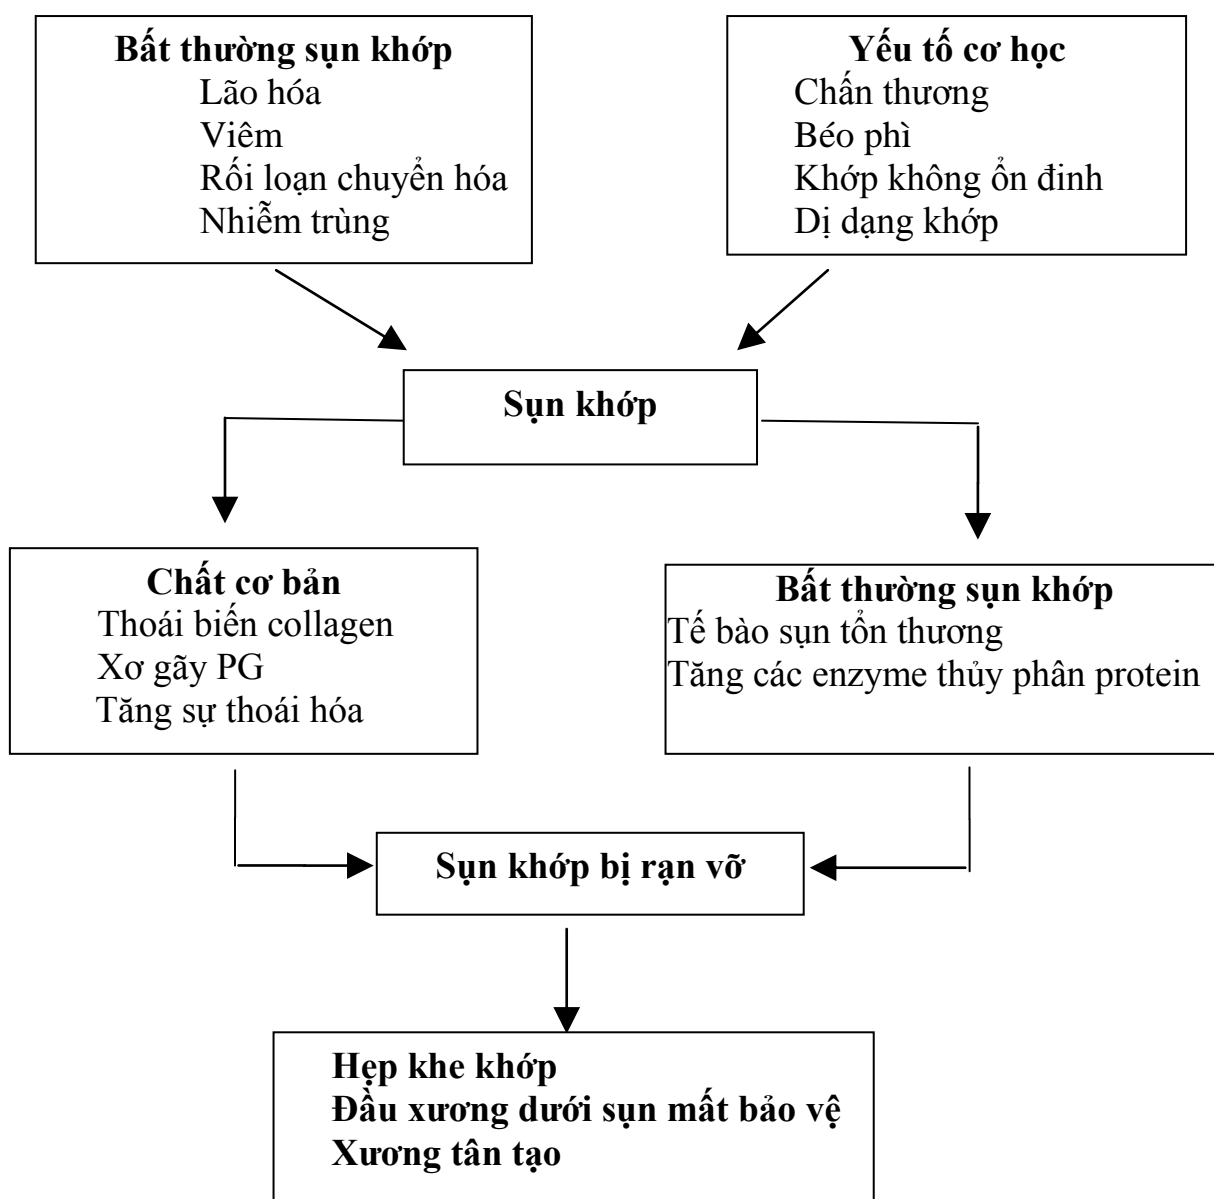 Bất thường sụn khớp
Lão hóa
Viêm
Rối loạn chuyển hóa
Nhiễm trùng
Yếu tố cơ học
Chấn thương
Béo phì
Khớp không ổn đinh
Dị dạng khớp
Sụn khớp
Chất cơ bản
Thoái biến collagen
Xơ gãy PG
Tăng sự thoái hóa
Bất thường sụn khớp
Tế bào sụn tổn thương
Tăng các enzyme thủy phân protein
Sụn khớp bị rạn vỡ
Hẹp khe khớp
Đầu xương dưới sụn mất bảo vệ
Xương tân tạo